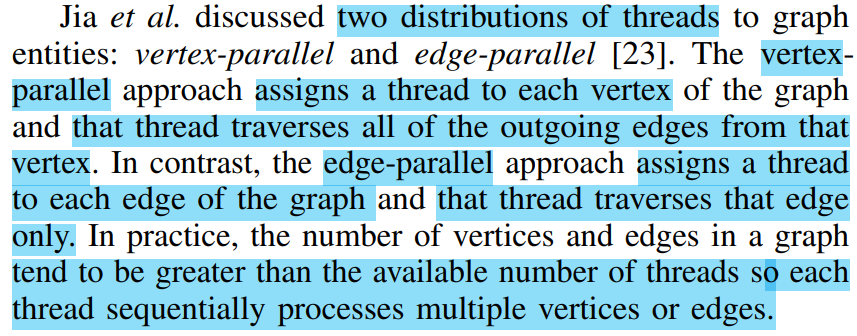 Jia et al. discussed two distributions of threads to graph
entities: vertex-parallel and edge-parallel [23]. The vertex-
parallel approach assigns a thread to each vertex of the graph
and that thread traverses all of the outgoing edges from that
vertex. In contrast, the edge-parallel approach assigns a thread
to each edge of the graph and that thread traverses that edge
only. In practice, the number of vertices and edges in a graph
tend to be greater than the available number of threads so each
thread sequentially processes multiple vertices or edges.